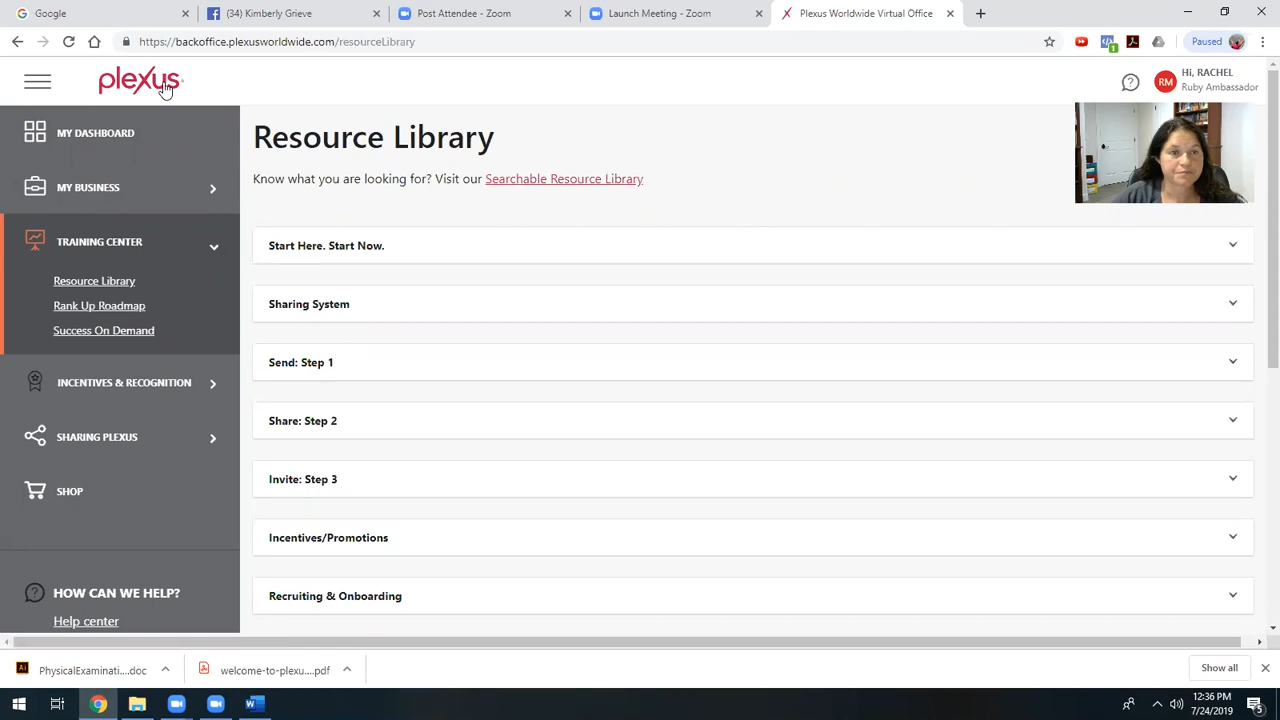 Google
(34) Kimberly Grieve
Post Attendee - Zoom
Launch Meeting - Zoom
Plexus Worldwide Virtual Office
https://backoffice.plexusworldwide.com/resourceLibrary
1
Paused
plexus
RM
Hi, RACHEL
Ruby Ambassador
MY DASHBOARD
MY BUSINESS
TRAINING CENTER
Resource Library
Rank Up Roadmap
Success On Demand
INCENTIVES & RECOGNITION
SHARING PLEXUS
SHOP
HOW CAN WE HELP?
Help center
Resource Library
Know what you are looking for? Visit our Searchable Resource Library
Start Here. Start Now.
Sharing System
Send: Step 1
Share: Step 2
Invite: Step 3
Incentives/Promotions
Recruiting & Onboarding
Ai
PhysicalExaminati....doc
welcome-to-plexu....pdf
Show all
12:36 PM
7/24/2019
5